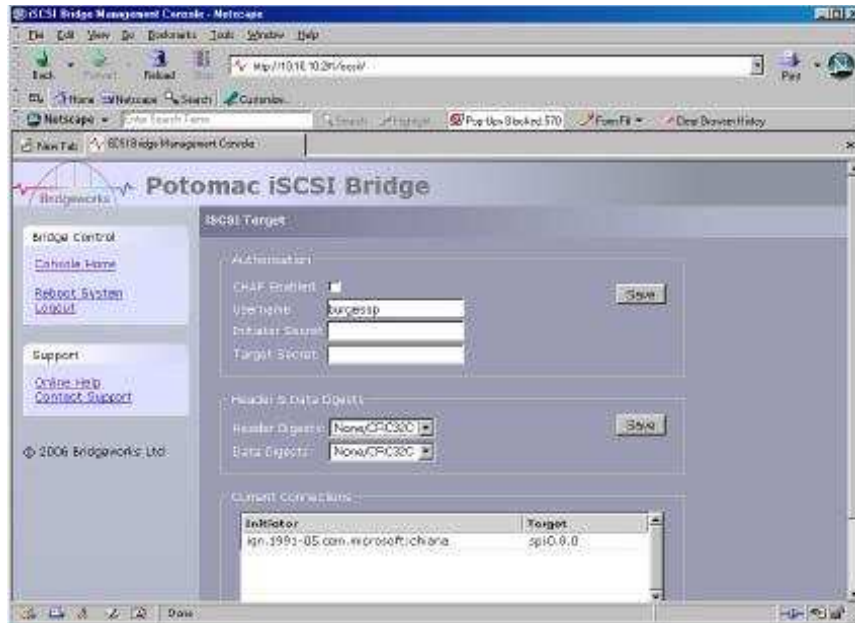 iSCSI Bridge Management Console - Netscape
File Edit View Go Bookmarks Tools Window Help
Back Forward Reload Stop Print
Home Netscape Search Customize...
Netscape Enter Search Terms Search Highlight Pop-Ups Blocked: 570 Form Fill Clear Browser History
New Tab iSCSI Bridge Management Console
Bridgeworks
Potomac iSCSI Bridge
Bridge Control
Console Home
Reboot System
Logout
Support
Online Help
Contact Support
© 2006 Bridgeworks Ltd
iSCSI Target
Authentication
CHAP Enabled
Username burgessp
Initiator Secret
Target Secret
Save
Header & Data Digests
Header Digests: None/CRC32C
Data Digests: None/CRC32C
Save
Current Connections
Initiator Target
iqn.1991-05.com.microsoft:chiana spi0.8.0
Done